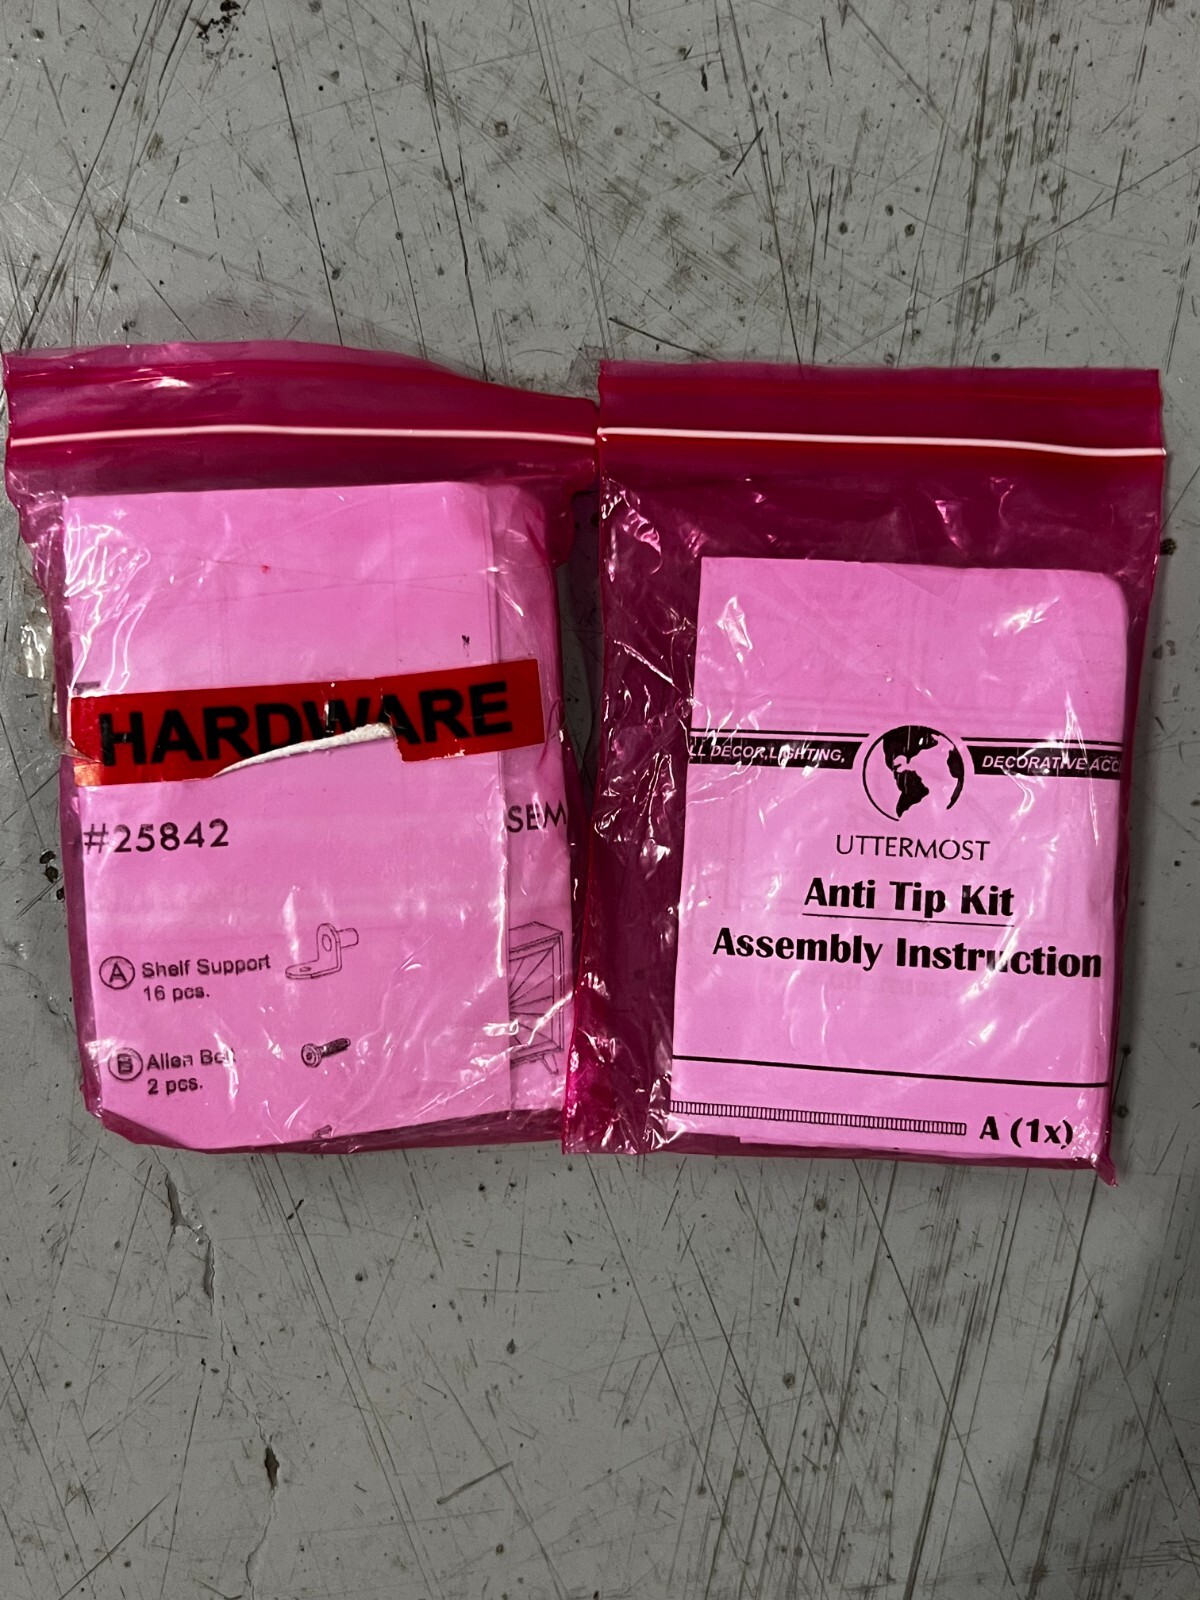 HARDWARE
#25842
SEM
A Shelf Support
16 pcs.
B Allen Bolt
2 pcs.
LL DECOR,LIGHTING,
DECORATIVE ACC
UTTERMOST
Anti Tip Kit
Assembly Instruction
A (1x)